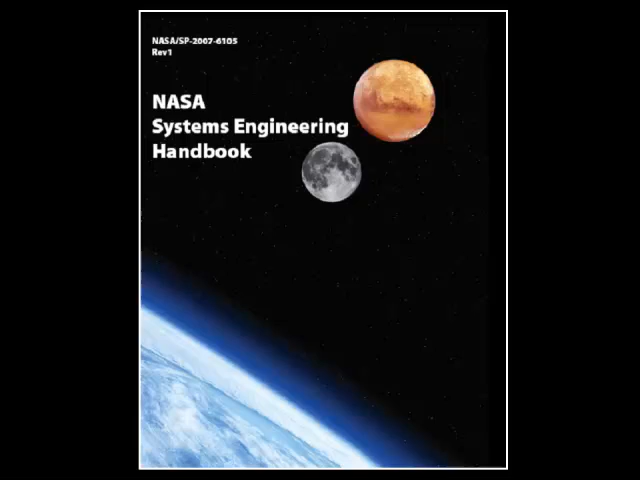 NASA/SP-2007-6105
Rev1
NASA
Systems Engineering
Handbook